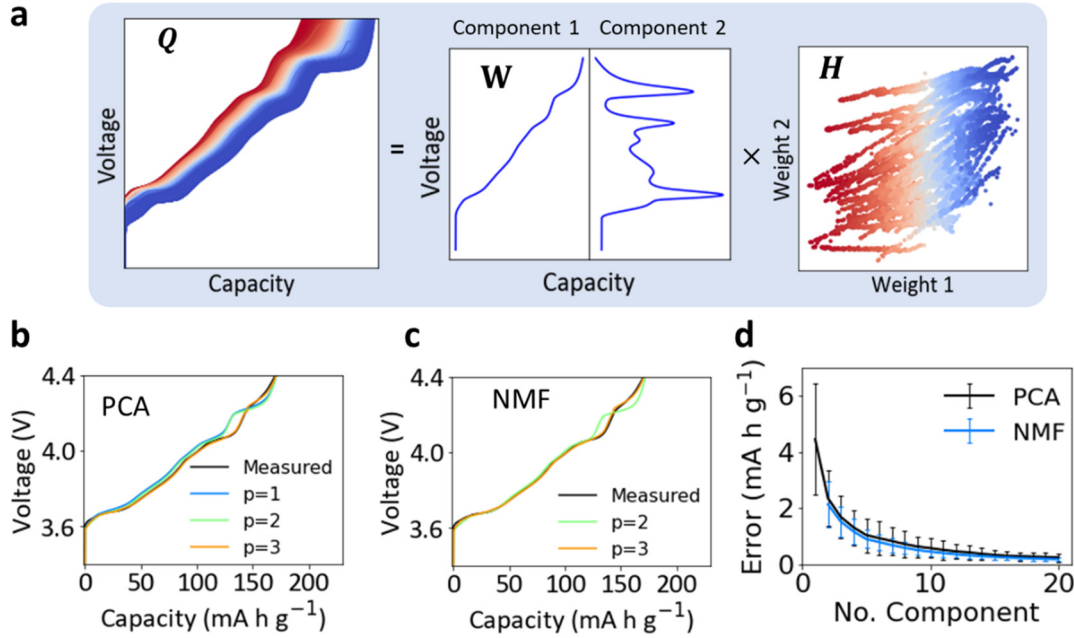 a
Q
Voltage
Capacity
=
Component 1
Component 2
W
Voltage
Capacity
×
H
Weight 2
Weight 1
b
PCA
Voltage (V)
4.4
4.0
3.6
Measured
p=1
p=2
p=3
0
50
100
150
200
Capacity (mA h g⁻¹)
c
NMF
Voltage (V)
4.4
4.0
3.6
Measured
p=2
p=3
0
50
100
150
200
Capacity (mA h g⁻¹)
d
Error (mA h g⁻¹)
6
4
2
0
PCA
NMF
0
10
20
No. Component